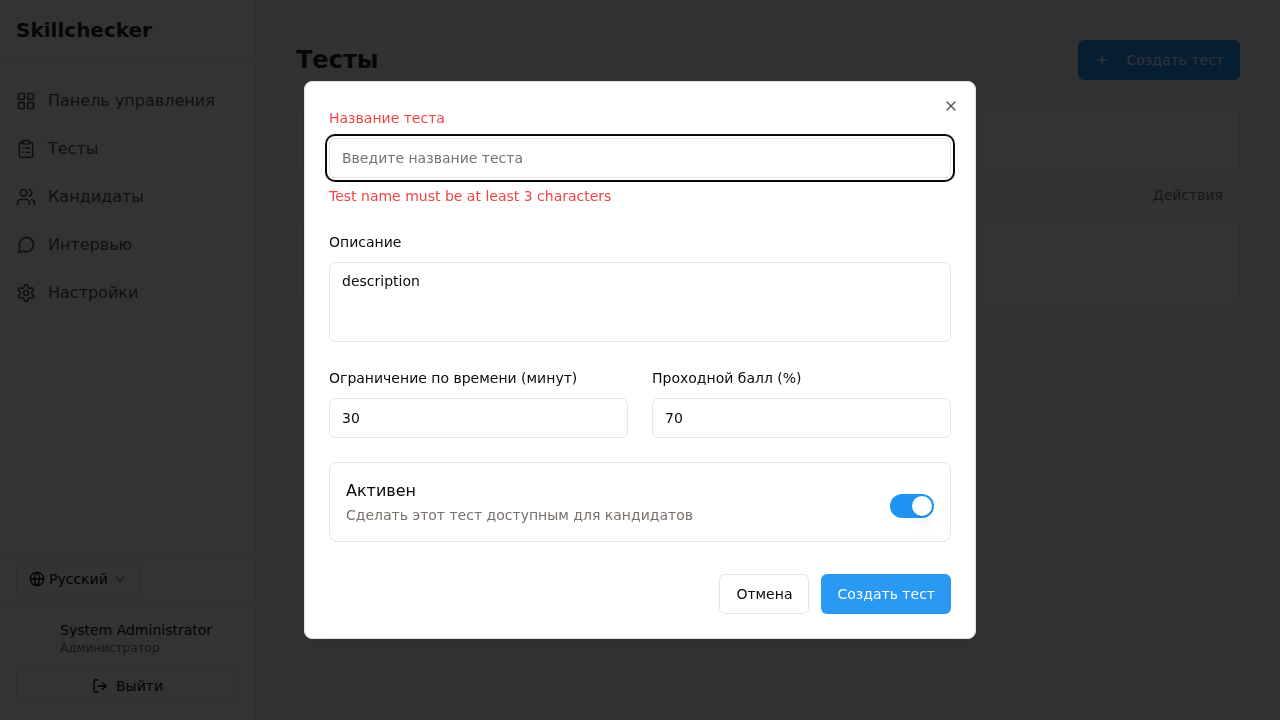 Skillchecker
Панель управления
Тесты
Кандидаты
Интервью
Настройки
Русский
System Administrator
Администратор
Выйти
Тесты
Создать тест
Действия
Название теста
Введите название теста
Test name must be at least 3 characters
Описание
description
Ограничение по времени (минут)
Проходной балл (%)
30
70
Активен
Сделать этот тест доступным для кандидатов
Отмена
Создать тест